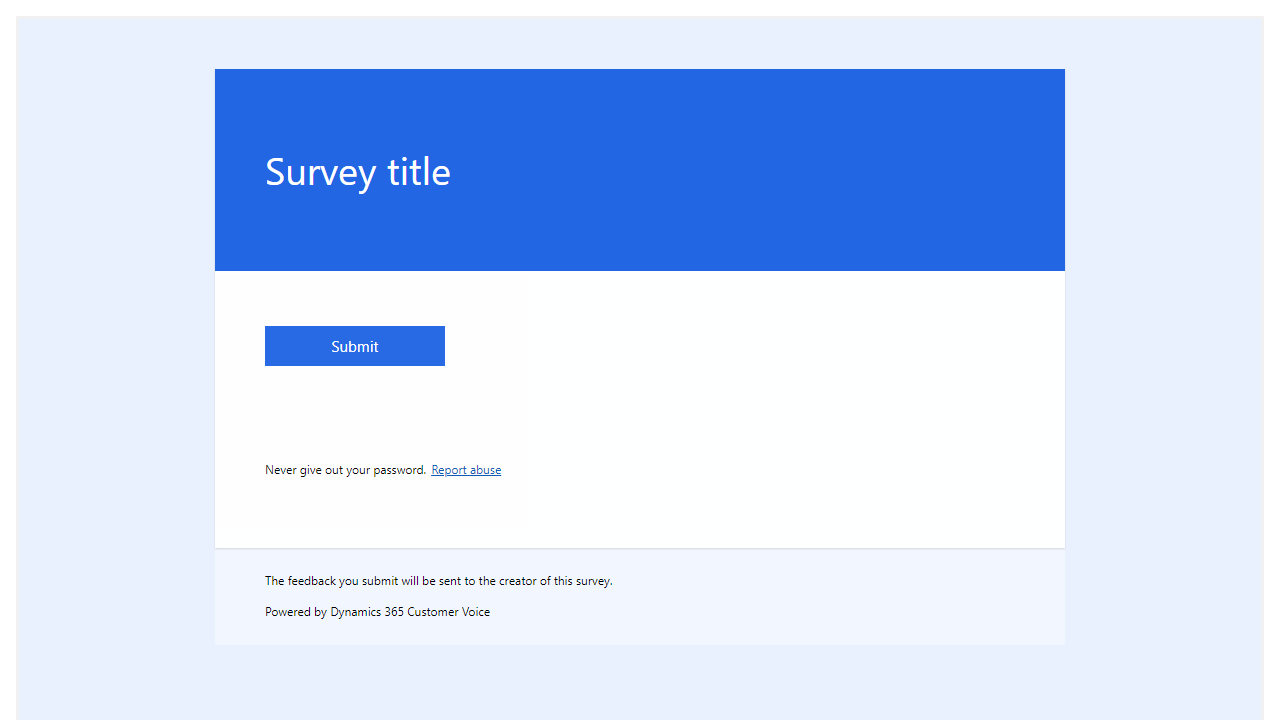 Survey title
Submit
Never give out your password. Report abuse
The feedback you submit will be sent to the creator of this survey.
Powered by Dynamics 365 Customer Voice